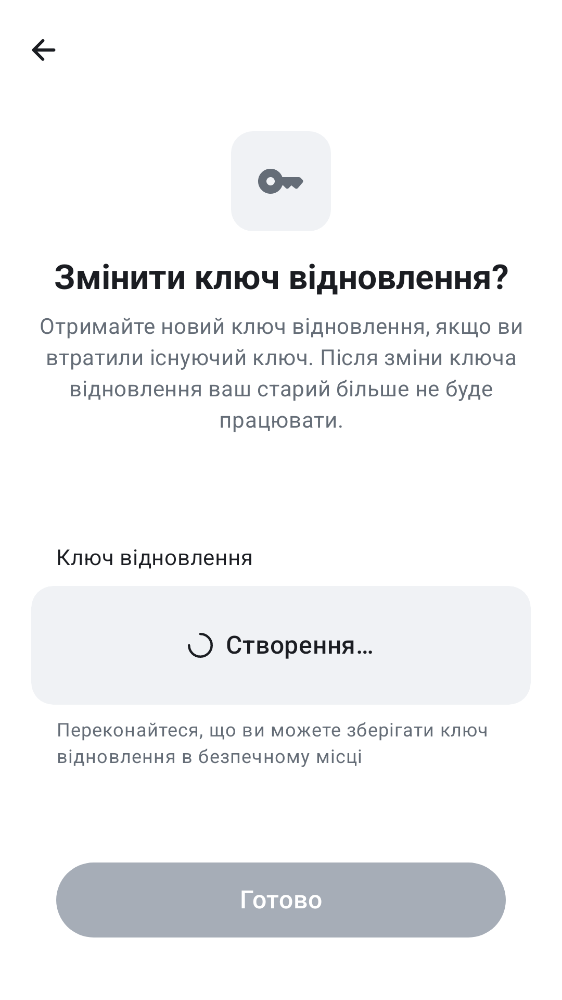 Змінити ключ відновлення?
Отримайте новий ключ відновлення, якщо ви
втратили існуючий ключ. Після зміни ключа
відновлення ваш старий більше не буде
працювати.
Ключ відновлення
Створення…
Переконайтеся, що ви можете зберігати ключ
відновлення в безпечному місці
Готово